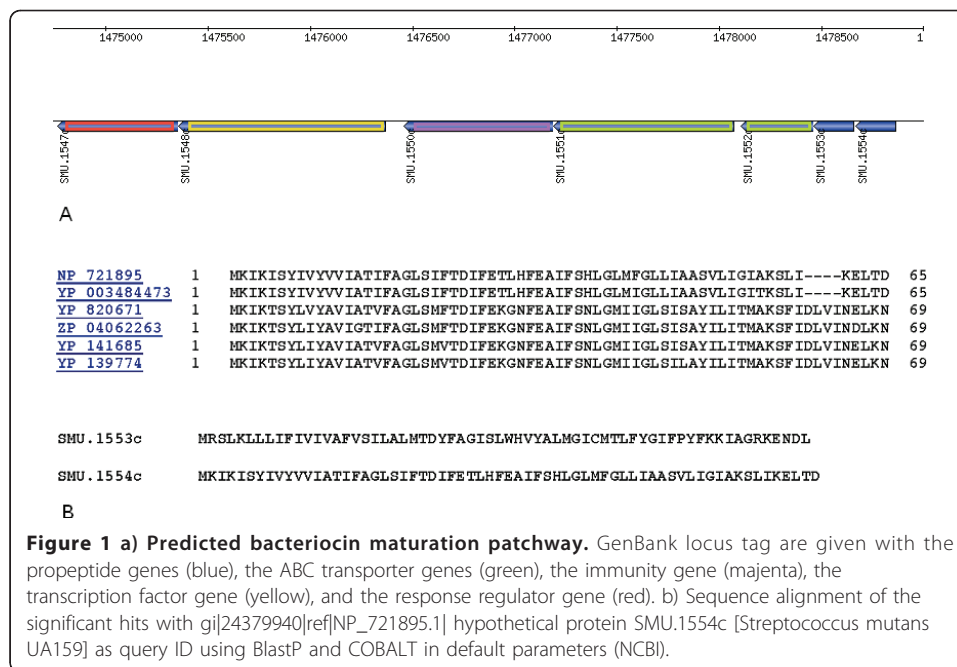 1475000 1475500 1476000 1476500 1477000 1477500 1478000 1478500 1
SMU.1547c SMU.1548c SMU.1550c SMU.1551c SMU.1552c SMU.1553c SMU.1554c
A
NP 721895 1 MKIKISYIVYVVIATIFAGLSIFTDIFETLHFEAIFSHLGLMFGLLIAASVLIGIAKSLI----KELTD 65
YP 003484473 1 MKIKISYIVYVVIATIFAGLSIFTDIFETLHFEAIFSHLGLMIGLLIAASVLIGITKSLI----KELTD 65
YP 820671 1 MKIKTSYLVYAVIATVFAGLSMFTDIFEKGNFEAIFSNLGMIIGLSISAYILITMAKSFIDLVINELKN 69
ZP 04062263 1 MKIKTSYLIYAVIGTIFAGLSMFTDIFEKGNFEAIFSNLGMIIGLSISAYILITMAKSFIDLVINDLKN 69
YP 141685 1 MKIKTSYLIYAVIATVFAGLSMVTDIFEKGNFEAIFSNLGMIIGLSILAYILITMAKSFIDLVINELKN 69
YP 139774 1 MKIKTSYLIYAVIATVFAGLSMVTDIFEKGNFEAIFSNLGMIIGLSILAYILITMAKSFIDLVINELKN 69
SMU.1553c MRSLKLLLIFIVIVAFVSILALMTDYFAGISLWHVYALMGICMTLFYGIFPYFKKIAGRKENDL
SMU.1554c MKIKISYIVYVVIATIFAGLSIFTDIFETLHFEAIFSHLGLMFGLLIAASVLIGIAKSLIKELTD
B
Figure 1 a) Predicted bacteriocin maturation patchway. GenBank locus tag are given with the
propeptide genes (blue), the ABC transporter genes (green), the immunity gene (majenta), the
transcription factor gene (yellow), and the response regulator gene (red). b) Sequence alignment of the
significant hits with gi|24379940|ref|NP_721895.1| hypothetical protein SMU.1554c [Streptococcus mutans
UA159] as query ID using BlastP and COBALT in default parameters (NCBI).